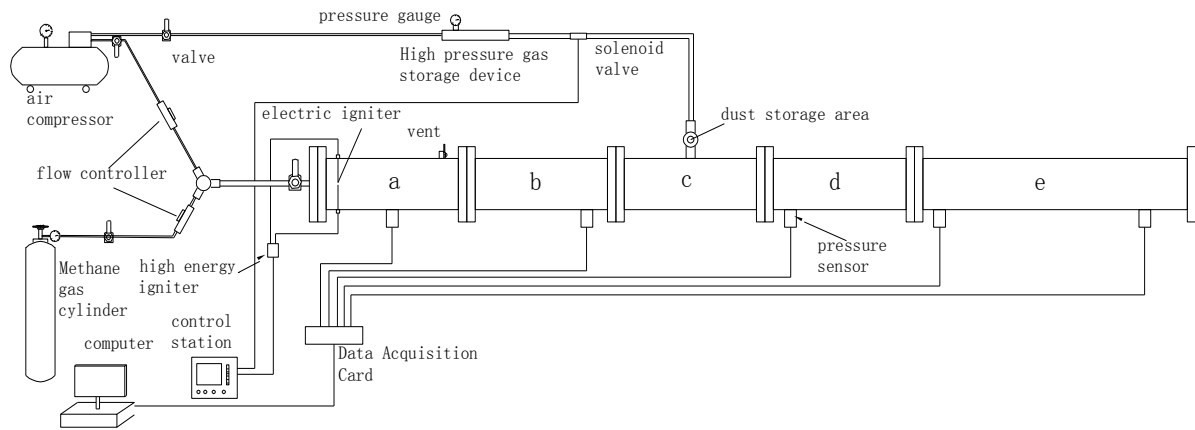 pressure gauge
valve
High pressure gas
storage device
solenoid
valve
air
compressor
electric igniter
vent
dust storage area
flow controller
a
b
c
d
e
Methane
gas
cylinder
high energy
igniter
pressure
sensor
control
station
computer
Data Acquisition
Card